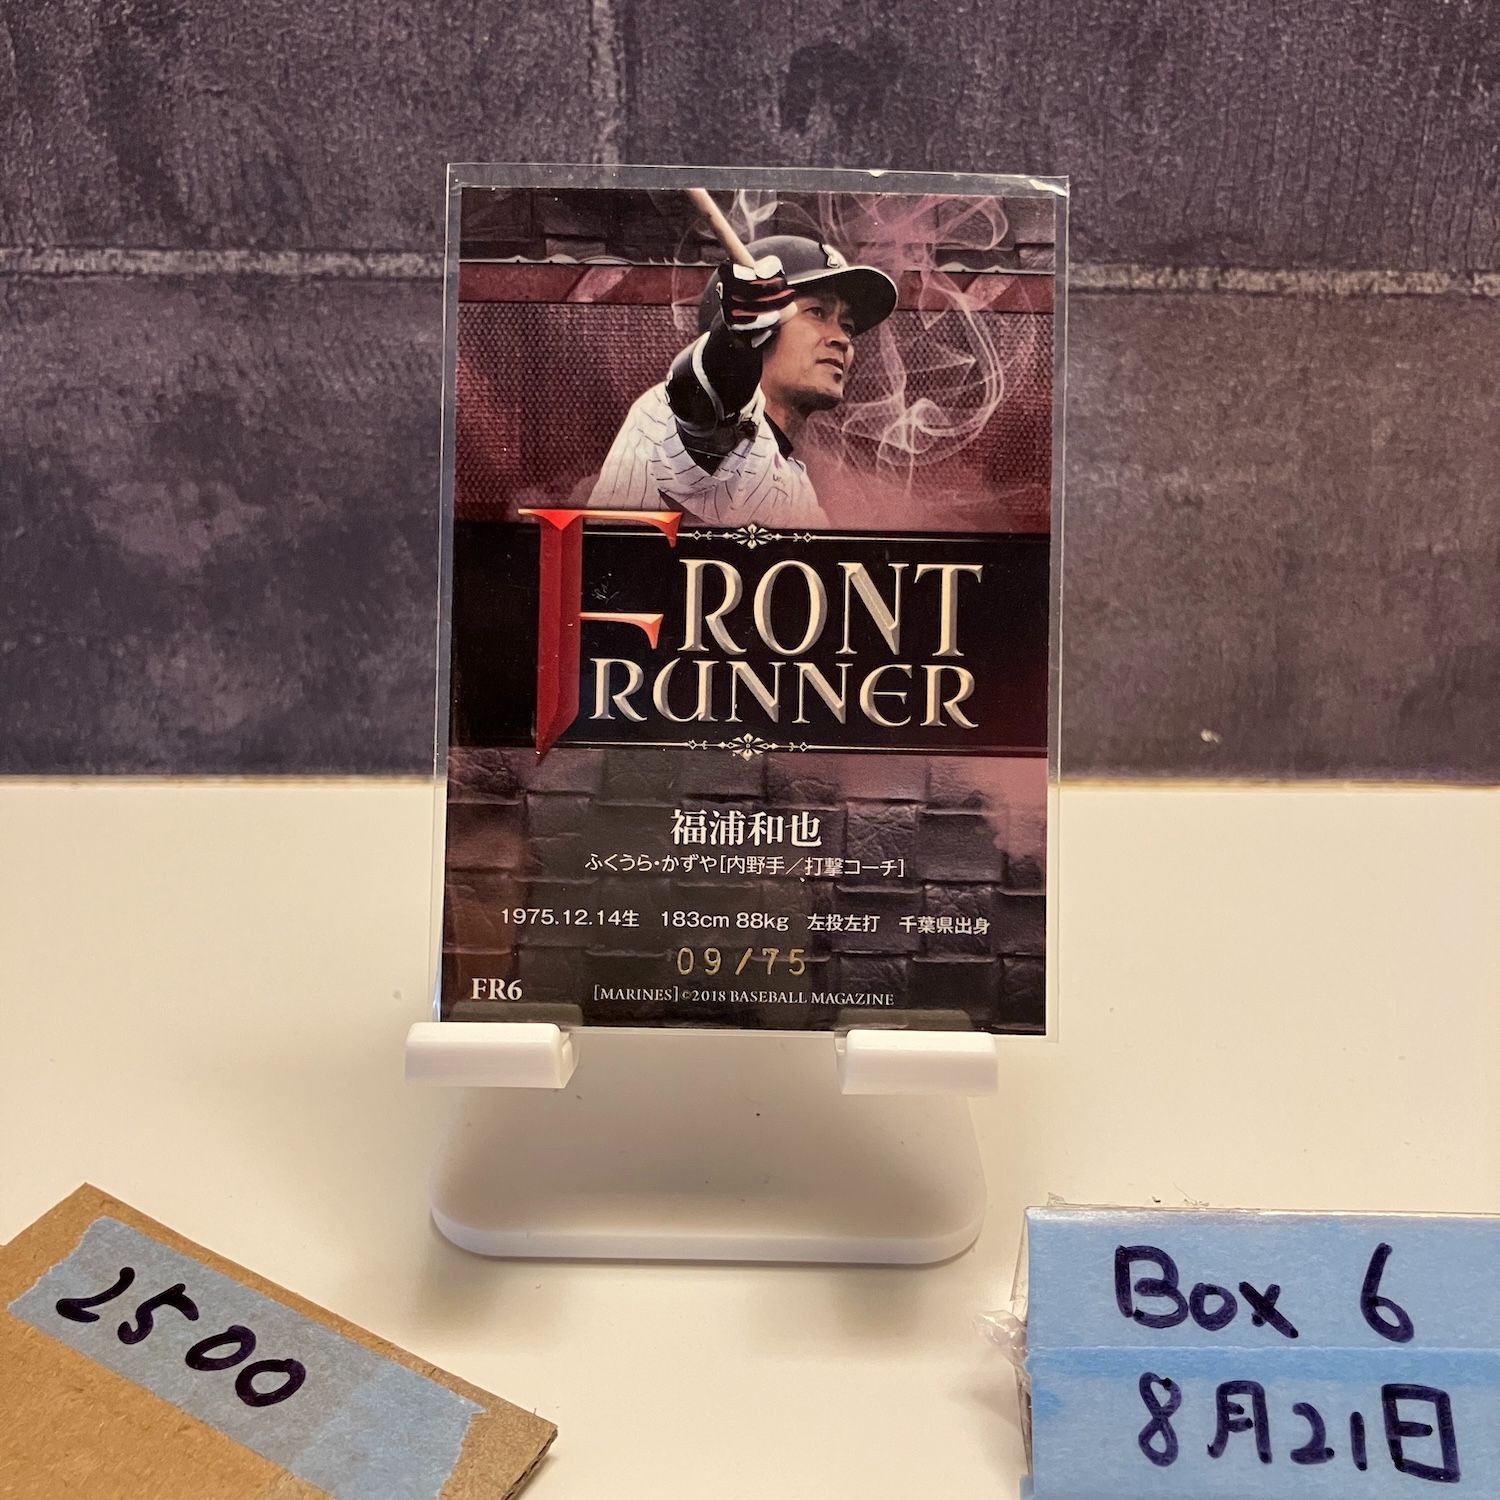 FRONT
RUNNER
福浦和也
ふくうら・かずや[内野手／打撃コーチ]
1975.12.14生 183cm 88kg 左投左打 千葉県出身
09/75
FR6 [MARINES]©2018 BASEBALL MAGAZINE
2500
Box 6
8月21日